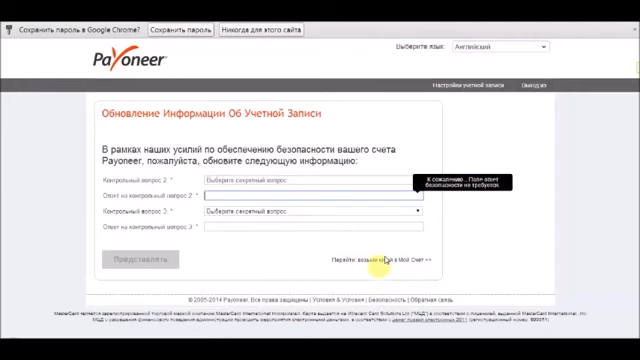 Сохранить пароль в Google Chrome? Сохранить пароль Никогда для этого сайта
Payoneer
Выберите язык: Английский
Настройки учетной записи Выход из
Обновление Информации Об Учетной Записи
В рамках наших усилий по обеспечению безопасности вашего счета
Payoneer, пожалуйста, обновите следующую информацию:
Контрольный вопрос 2: * Выберите секретный вопрос
К сожалению... Поле ответ
безопасности не требуется.
Ответ на контрольный вопрос 2: *
Контрольный вопрос 3: * Выберите секретный вопрос
Ответ на контрольный вопрос 3: *
Представлять
Перейти: возьми в Мой Счет >>
© 2005-2014 Payoneer, Все права защищены | Условия & Условия | Безопасность | Обратная связь